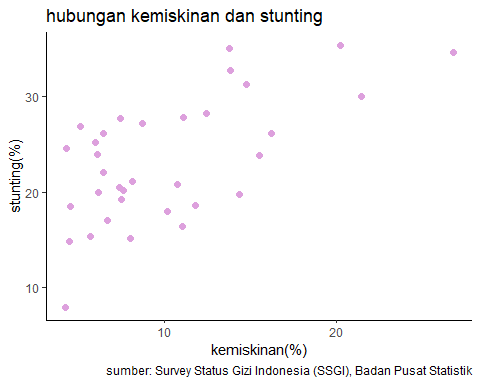 hubungan kemiskinan dan stunting
stunting(%)
30
20
10
10
20
kemiskinan(%)
sumber: Survey Status Gizi Indonesia (SSGI), Badan Pusat Statistik